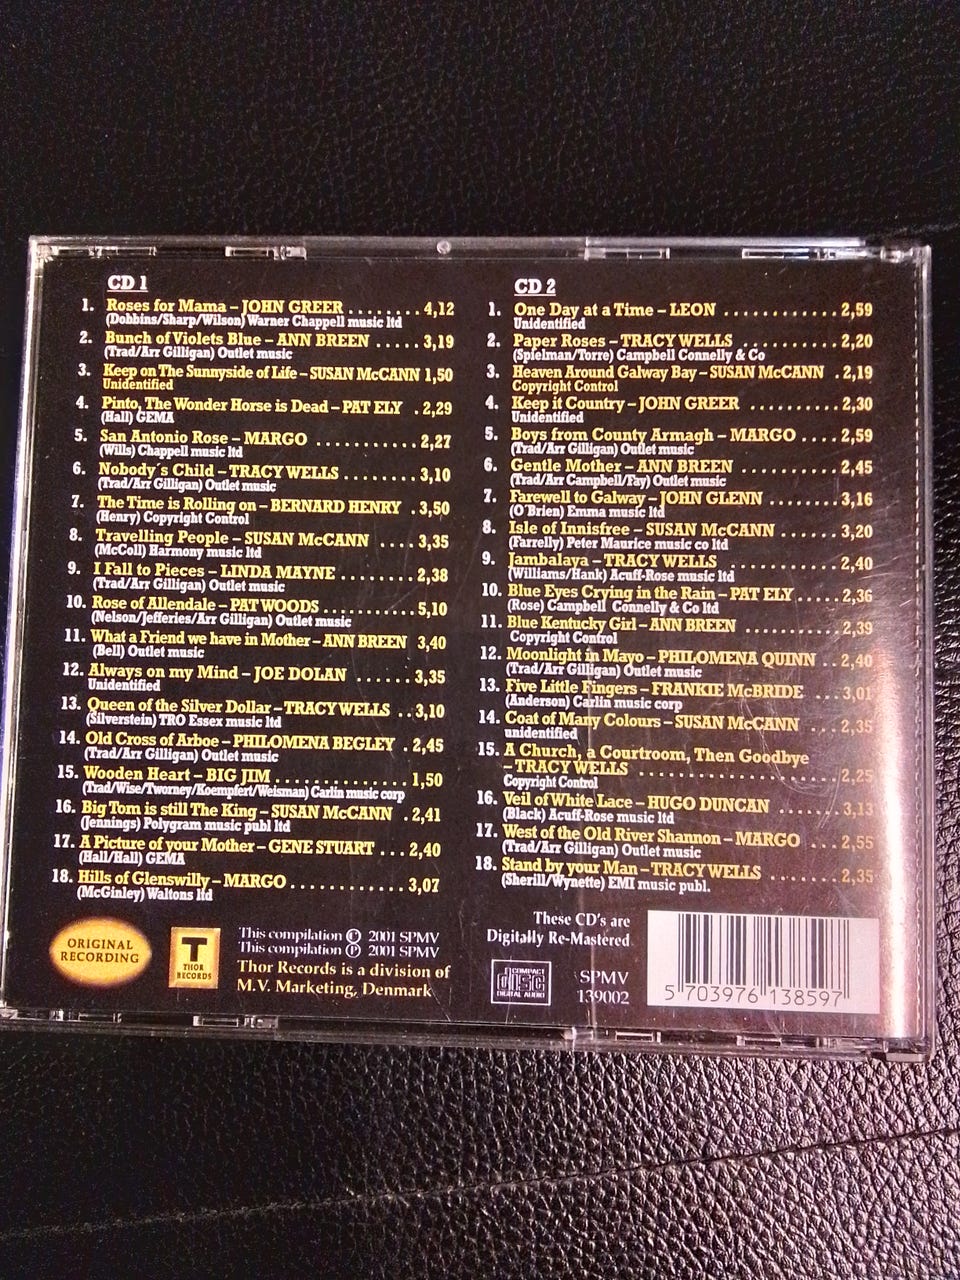 CD 1
1. Roses for Mama – JOHN GREER ......... 4,12
(Dobbins/Sharp/Wilson) Warner Chappell music ltd
2. Bunch of Violets Blue – ANN BREEN ..... 3,19
(Trad/Arr Gilligan) Outlet music
3. Keep on The Sunnyside of Life – SUSAN McCANN 1,50
Unidentified
4. Pinto, The Wonder Horse is Dead – PAT ELY . 2,29
(Hall) GEMA
5. San Antonio Rose – MARGO ............ 2,27
(Wills) Chappell music ltd
6. Nobody´s Child – TRACY WELLS ......... 3,10
(Trad/Arr Gilligan) Outlet music
7. The Time is Rolling on – BERNARD HENRY . 3,50
(Henry) Copyright Control
8. Travelling People – SUSAN McCANN .... 3,35
(McColl) Harmony music ltd
9. I Fall to Pieces – LINDA MAYNE ........ 2,38
(Trad/Arr Gilligan) Outlet music
10. Rose of Allendale – PAT WOODS .......... 5,10
(Nelson/Jefferies/Arr Gilligan) Outlet music
11. What a Friend we have in Mother – ANN BREEN 3,40
(Bell) Outlet music
12. Always on my Mind – JOE DOLAN ....... 3,35
Unidentified
13. Queen of the Silver Dollar – TRACY WELLS .. 3,10
(Silverstein) TRO Essex music ltd
14. Old Cross of Arboe – PHILOMENA BEGLEY . 2,45
(Trad/Arr Gilligan) Outlet music
15. Wooden Heart – BIG JIM .............. 1,50
(Trad/Wise/Tworney/Koempfert/Weisman) Carlin music corp
16. Big Tom is still The King – SUSAN McCANN . 2,41
(Jennings) Polygram music publ ltd
17. A Picture of your Mother – GENE STUART ... 2,40
(Hall/Hall) GEMA
18. Hills of Glenswilly – MARGO ............ 3,07
(McGinley) Waltons ltd
CD 2
1. One Day at a Time – LEON ............ 2,59
Unidentified
2. Paper Roses – TRACY WELLS .......... 2,20
(Spielman/Torre) Campbell Connelly & Co
3. Heaven Around Galway Bay – SUSAN McCANN . 2,19
Copyright Control
4. Keep it Country – JOHN GREER .......... 2,30
Unidentified
5. Boys from County Armagh – MARGO .... 2,59
(Trad/Arr Gilligan) Outlet music
6. Gentle Mother – ANN BREEN .......... 2,45
(Trad/Arr Campbell/Fay) Outlet music
7. Farewell to Galway – JOHN GLENN ....... 3,16
(O´Brien) Emma music ltd
8. Isle of Innisfree – SUSAN McCANN ...... 3,20
(Farrelly) Peter Maurice music co ltd
9. Jambalaya – TRACY WELLS ............ 2,40
(Williams/Hank) Acuff-Rose music ltd
10. Blue Eyes Crying in the Rain – PAT ELY .... 2,36
(Rose) Campbell Connelly & Co ltd
11. Blue Kentucky Girl – ANN BREEN .......... 2,39
Copyright Control
12. Moonlight in Mayo – PHILOMENA QUINN .. 2,40
(Trad/Arr Gilligan) Outlet music
13. Five Little Fingers – FRANKIE McBRIDE ... 3,01
(Anderson) Carlin music corp
14. Coat of Many Colours – SUSAN McCANN ... 2,35
unidentified
15. A Church, a Courtroom, Then Goodbye
– TRACY WELLS ..................... 2,25
Copyright Control
16. Veil of White Lace – HUGO DUNCAN ....... 3,13
(Black) Acuff-Rose music ltd
17. West of the Old River Shannon – MARGO ... 2,55
(Trad/Arr Gilligan) Outlet music
18. Stand by your Man – TRACY WELLS ....... 2,35
(Sherill/Wynette) EMI music publ.
ORIGINAL
RECORDING
T
THOR
RECORDS
This compilation © 2001 SPMV
This compilation ℗ 2001 SPMV
Thor Records is a division of
M.V. Marketing, Denmark
These CD's are
Digitally Re-Mastered
COMPACT
disc
DIGITAL AUDIO
SPMV
139002
5 703976 138597